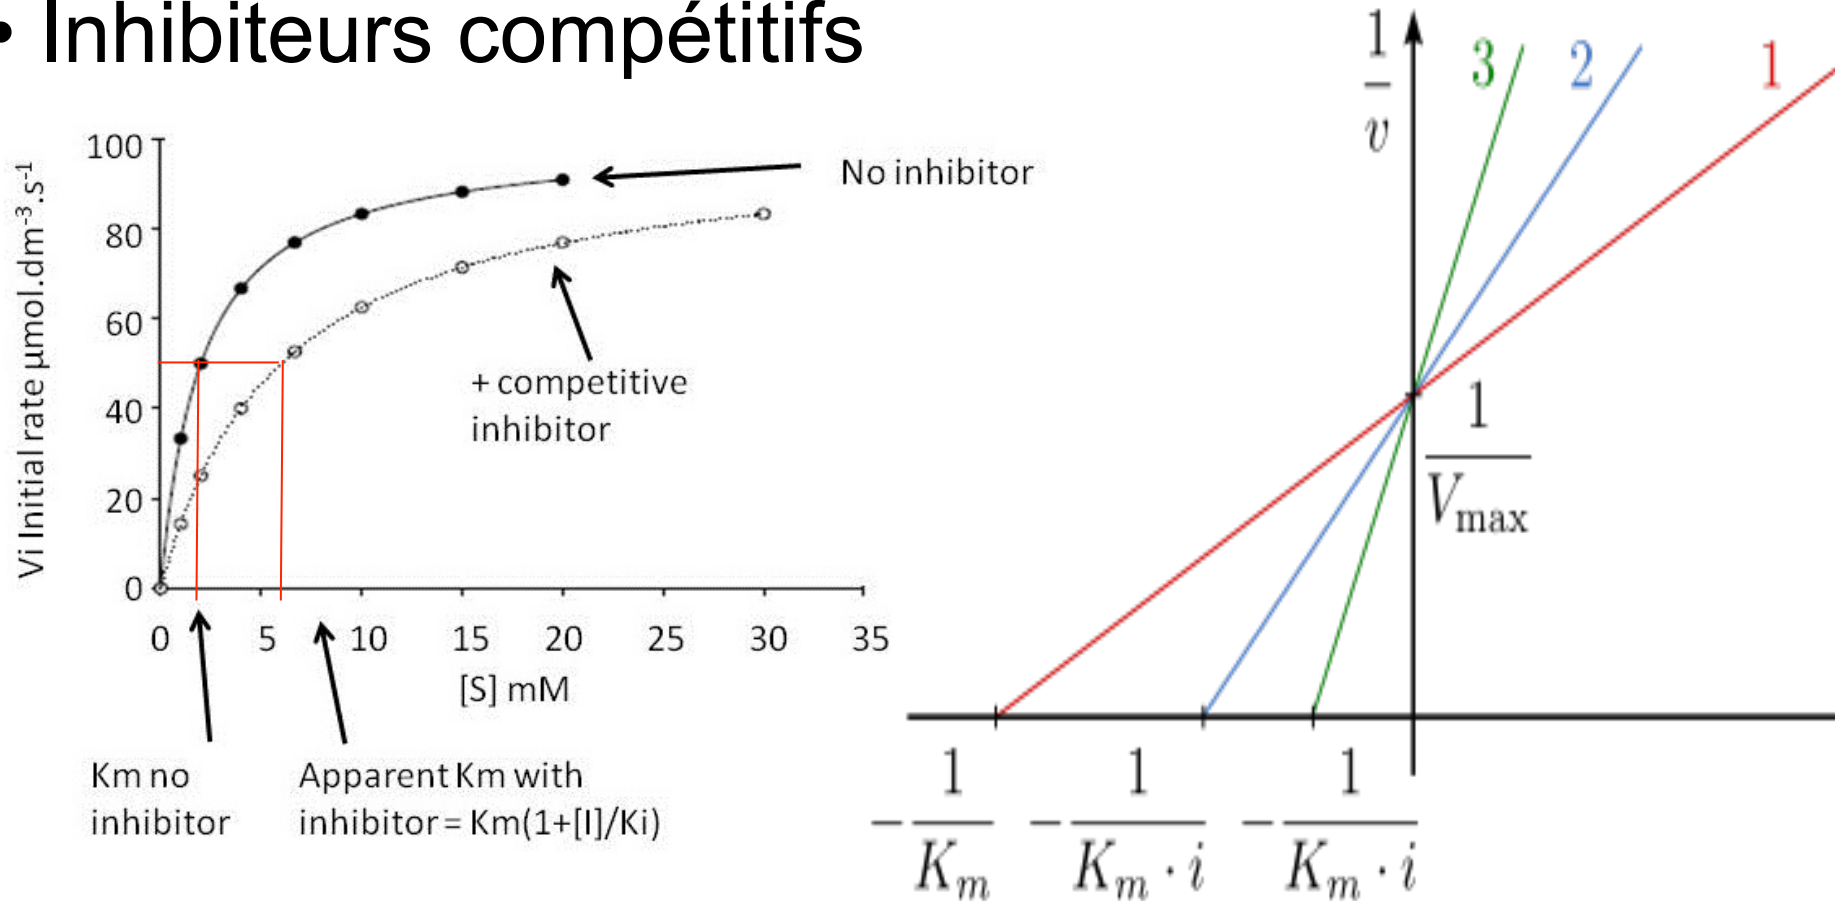 • Inhibiteurs compétitifs
Vi Initial rate µmol.dm⁻³.s⁻¹
100
80
60
40
20
0
0 5 10 15 20 25 30 35
[S] mM
No inhibitor
+ competitive
inhibitor
Km no
inhibitor
Apparent Km with
inhibitor = Km(1+[I]/Ki)
1
v
3 2 1
1
Vmax
1
− Km
1
− Km · i
1
− Km · i